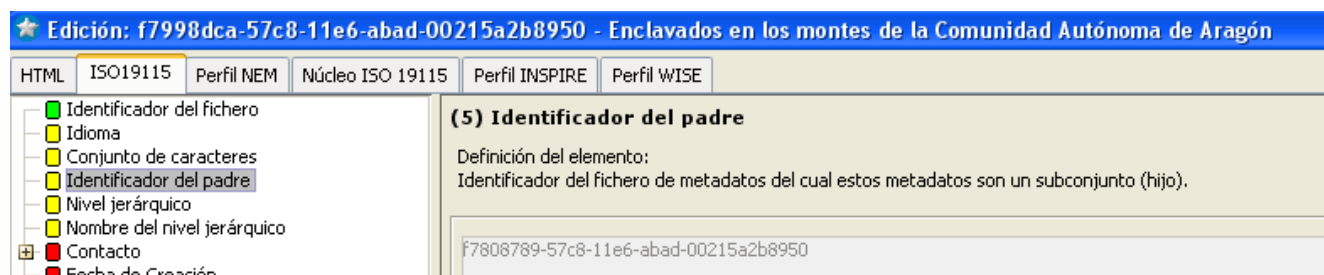 Edición: f7998dca-57c8-11e6-abad-00215a2b8950 - Enclavados en los montes de la Comunidad Autónoma de Aragón
HTML ISO19115 Perfil NEM Núcleo ISO 19115 Perfil INSPIRE Perfil WISE
Identificador del fichero
Idioma
Conjunto de caracteres
Identificador del padre
Nivel jerárquico
Nombre del nivel jerárquico
Contacto
Fecha de Creación
(5) Identificador del padre
Definición del elemento:
Identificador del fichero de metadatos del cual estos metadatos son un subconjunto (hijo).
f7808789-57c8-11e6-abad-00215a2b8950